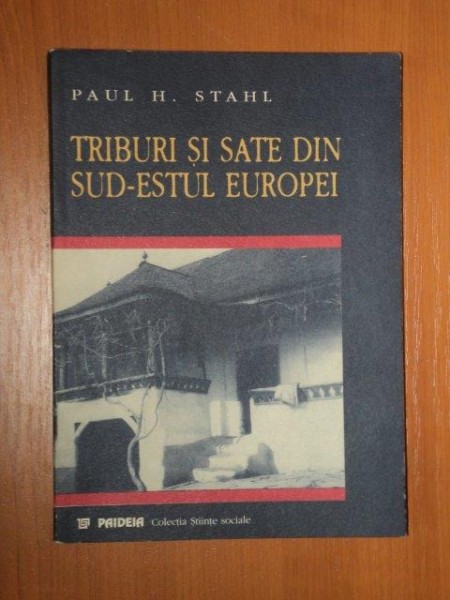 PAUL H. STAHL
TRIBURI ȘI SATE DIN
SUD-ESTUL EUROPEI
PAIDEIA Colecția Științe sociale